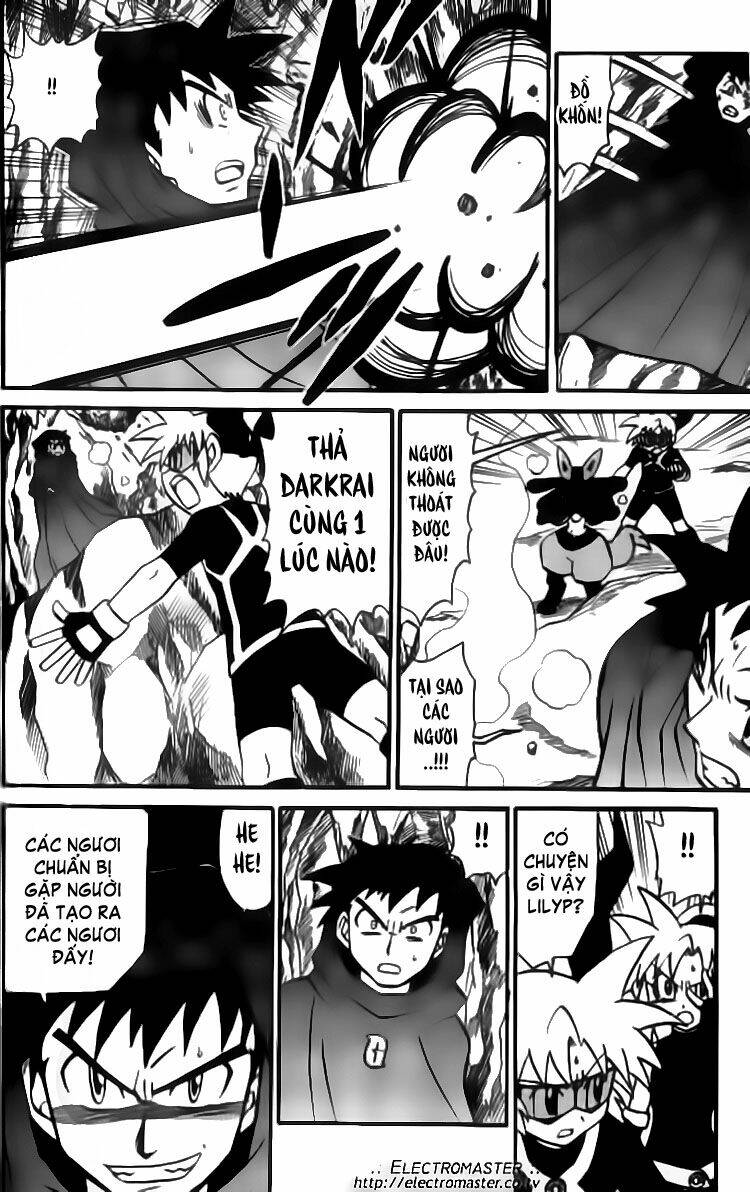 ĐỒ
KHỐN!
!!
NGƯƠI
KHÔNG
THOÁT
ĐƯỢC
ĐÂU!
TẠI SAO
CÁC
NGƯƠI
..!!!
THẢ
DARKRAI
CÙNG 1
LÚC NÀO!
!!
CÓ
CHUYỆN
GÌ VẬY
LILYP?
!!
HE
HE!
CÁC NGƯƠI
CHUẨN BỊ
GẶP NGƯỜI
ĐÃ TẠO RA
CÁC NGƯƠI
ĐẤY!
.: ELECTROMASTER :.
http://electromaster.co.tv